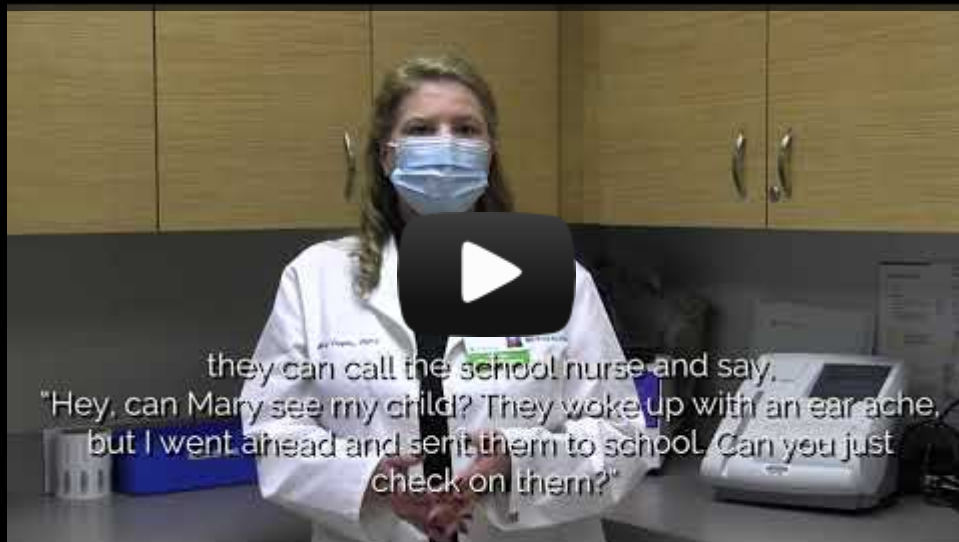 they can call the school nurse and say,
"Hey, can Mary see my child? They woke up with an ear ache,
but I went ahead and sent them to school. Can you just
check on them?"